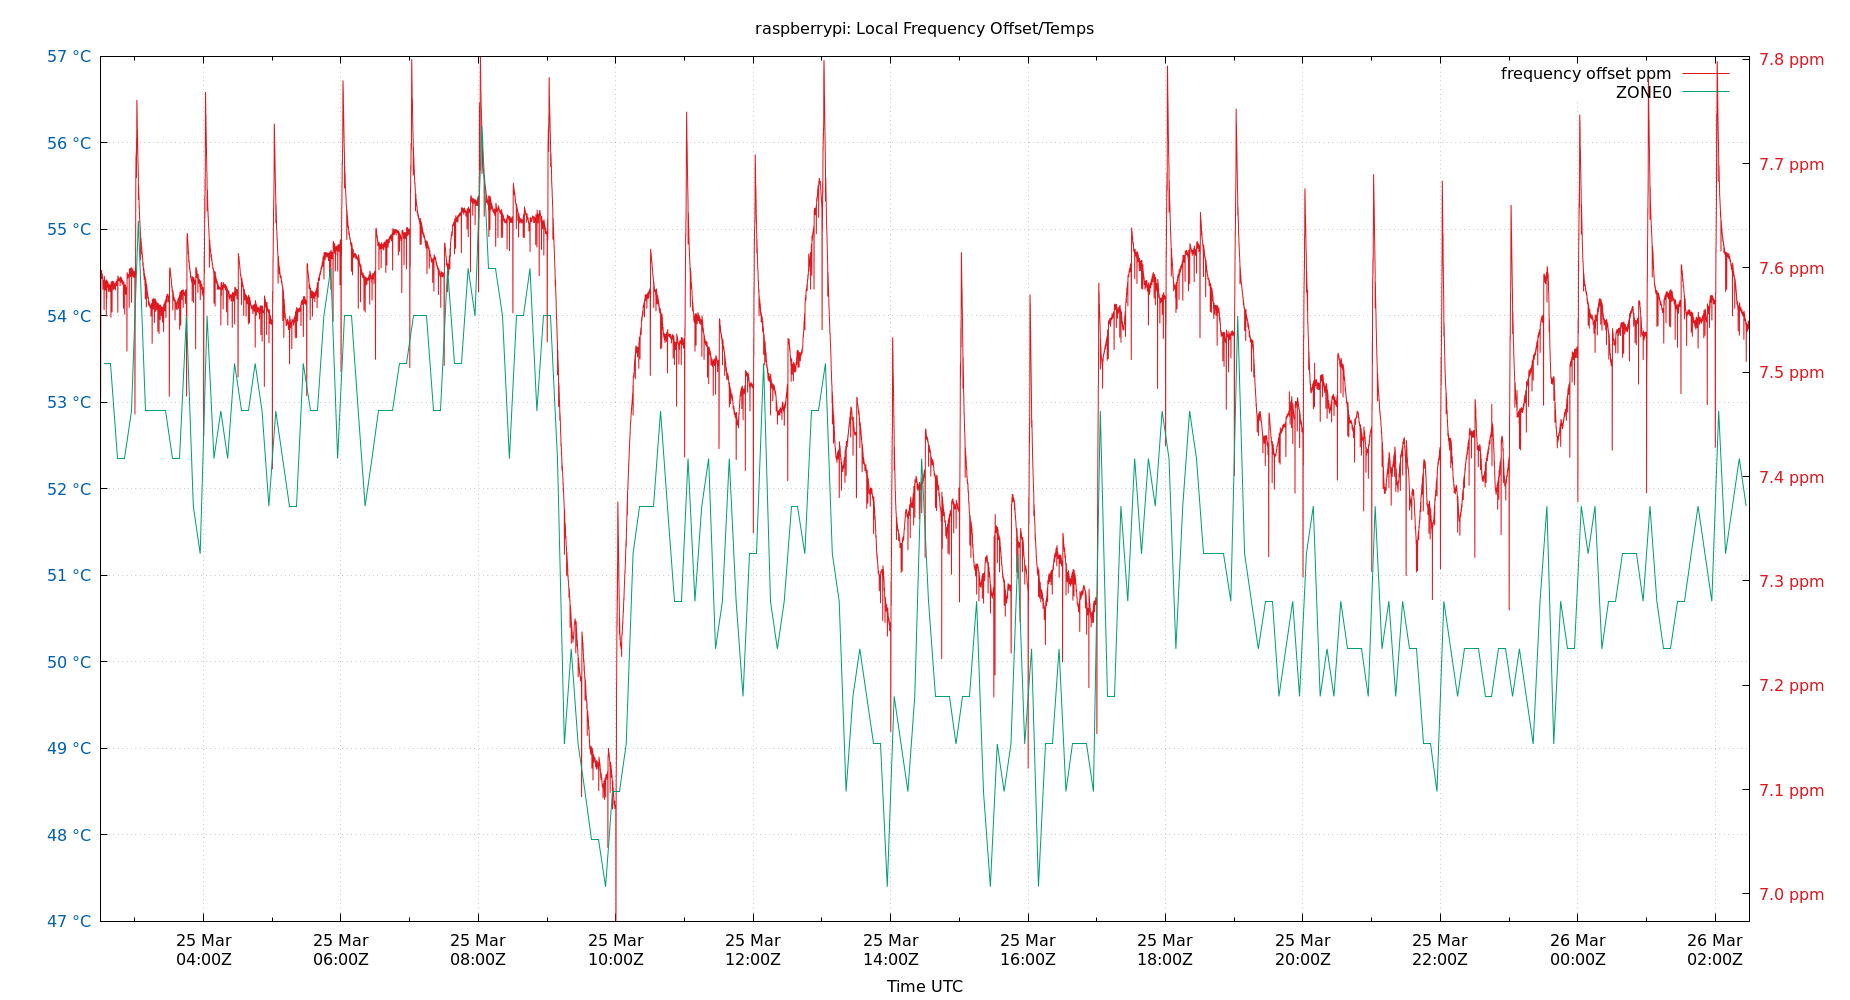 raspberrypi: Local Frequency Offset/Temps
57 °C
56 °C
55 °C
54 °C
53 °C
52 °C
51 °C
50 °C
49 °C
48 °C
47 °C
frequency offset ppm
ZONE0
7.8 ppm
7.7 ppm
7.6 ppm
7.5 ppm
7.4 ppm
7.3 ppm
7.2 ppm
7.1 ppm
7.0 ppm
25 Mar
04:00Z
25 Mar
06:00Z
25 Mar
08:00Z
25 Mar
10:00Z
25 Mar
12:00Z
25 Mar
14:00Z
25 Mar
16:00Z
25 Mar
18:00Z
25 Mar
20:00Z
25 Mar
22:00Z
26 Mar
00:00Z
26 Mar
02:00Z
Time UTC